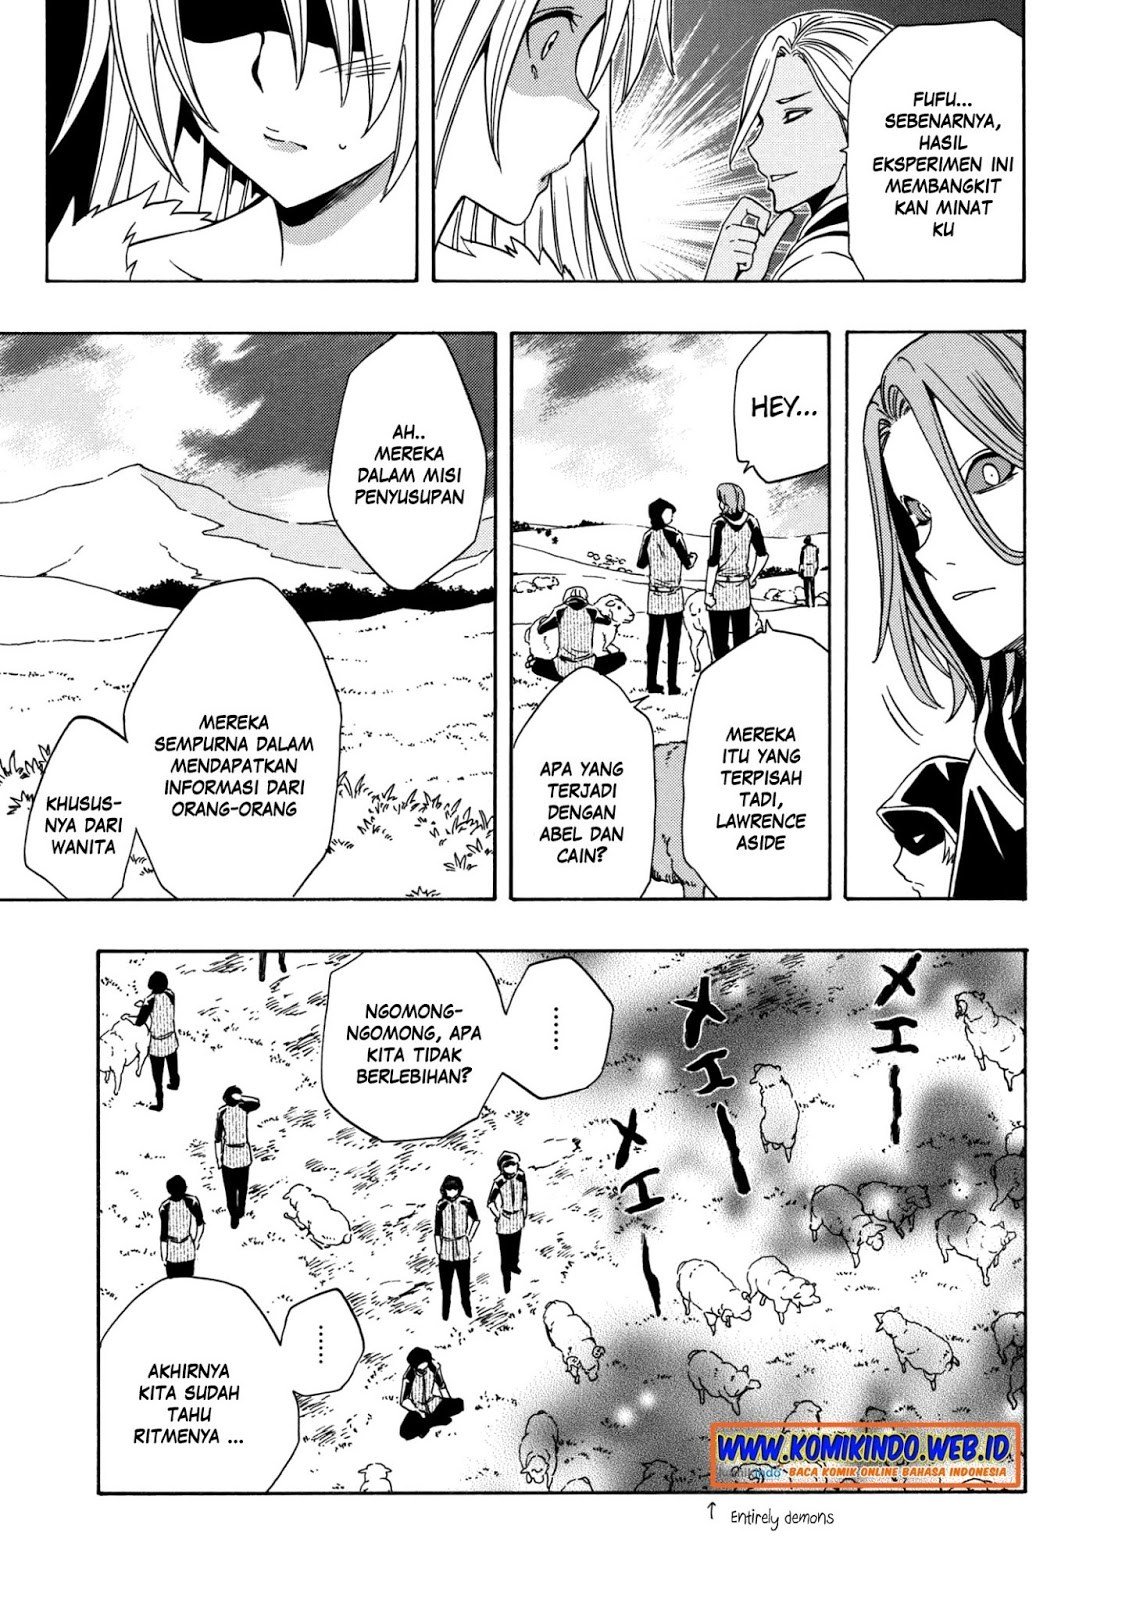 FUFU...
SEBENARNYA,
HASIL
EKSPERIMEN INI
MEMBANGKIT
KAN MINAT
KU
HEY...
MEREKA
ITU YANG
TERPISAH
TADI,
LAWRENCE
ASIDE
APA YANG
TERJADI
DENGAN
ABEL DAN
CAIN?
AH..
MEREKA
DALAM MISI
PENYUSUPAN
MEREKA
SEMPURNA DALAM
MENDAPATKAN
INFORMASI DARI
ORANG-ORANG
KHUSUS-
NYA DARI
WANITA
メエー
メエー
メエー
......
NGOMONG-
NGOMONG, APA
KITA TIDAK
BERLEBIHAN?
......
AKHIRNYA
KITA SUDAH
TAHU
RITMENYA ...
WWW.KOMIKINDO.WEB.ID
BACA KOMIK ONLINE BAHASA INDONESIA
↑ Entirely demons